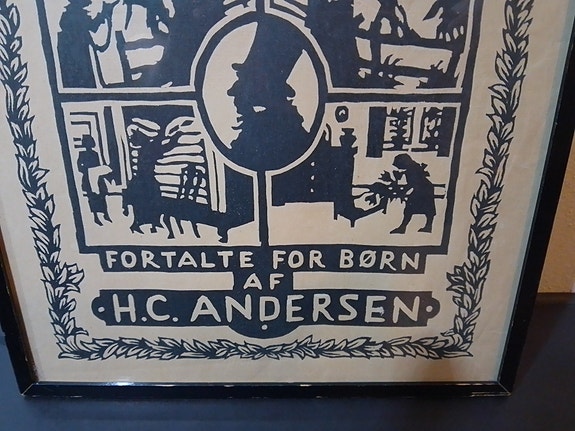 FORTALTE FOR BØRN
AF
H.C. ANDERSEN